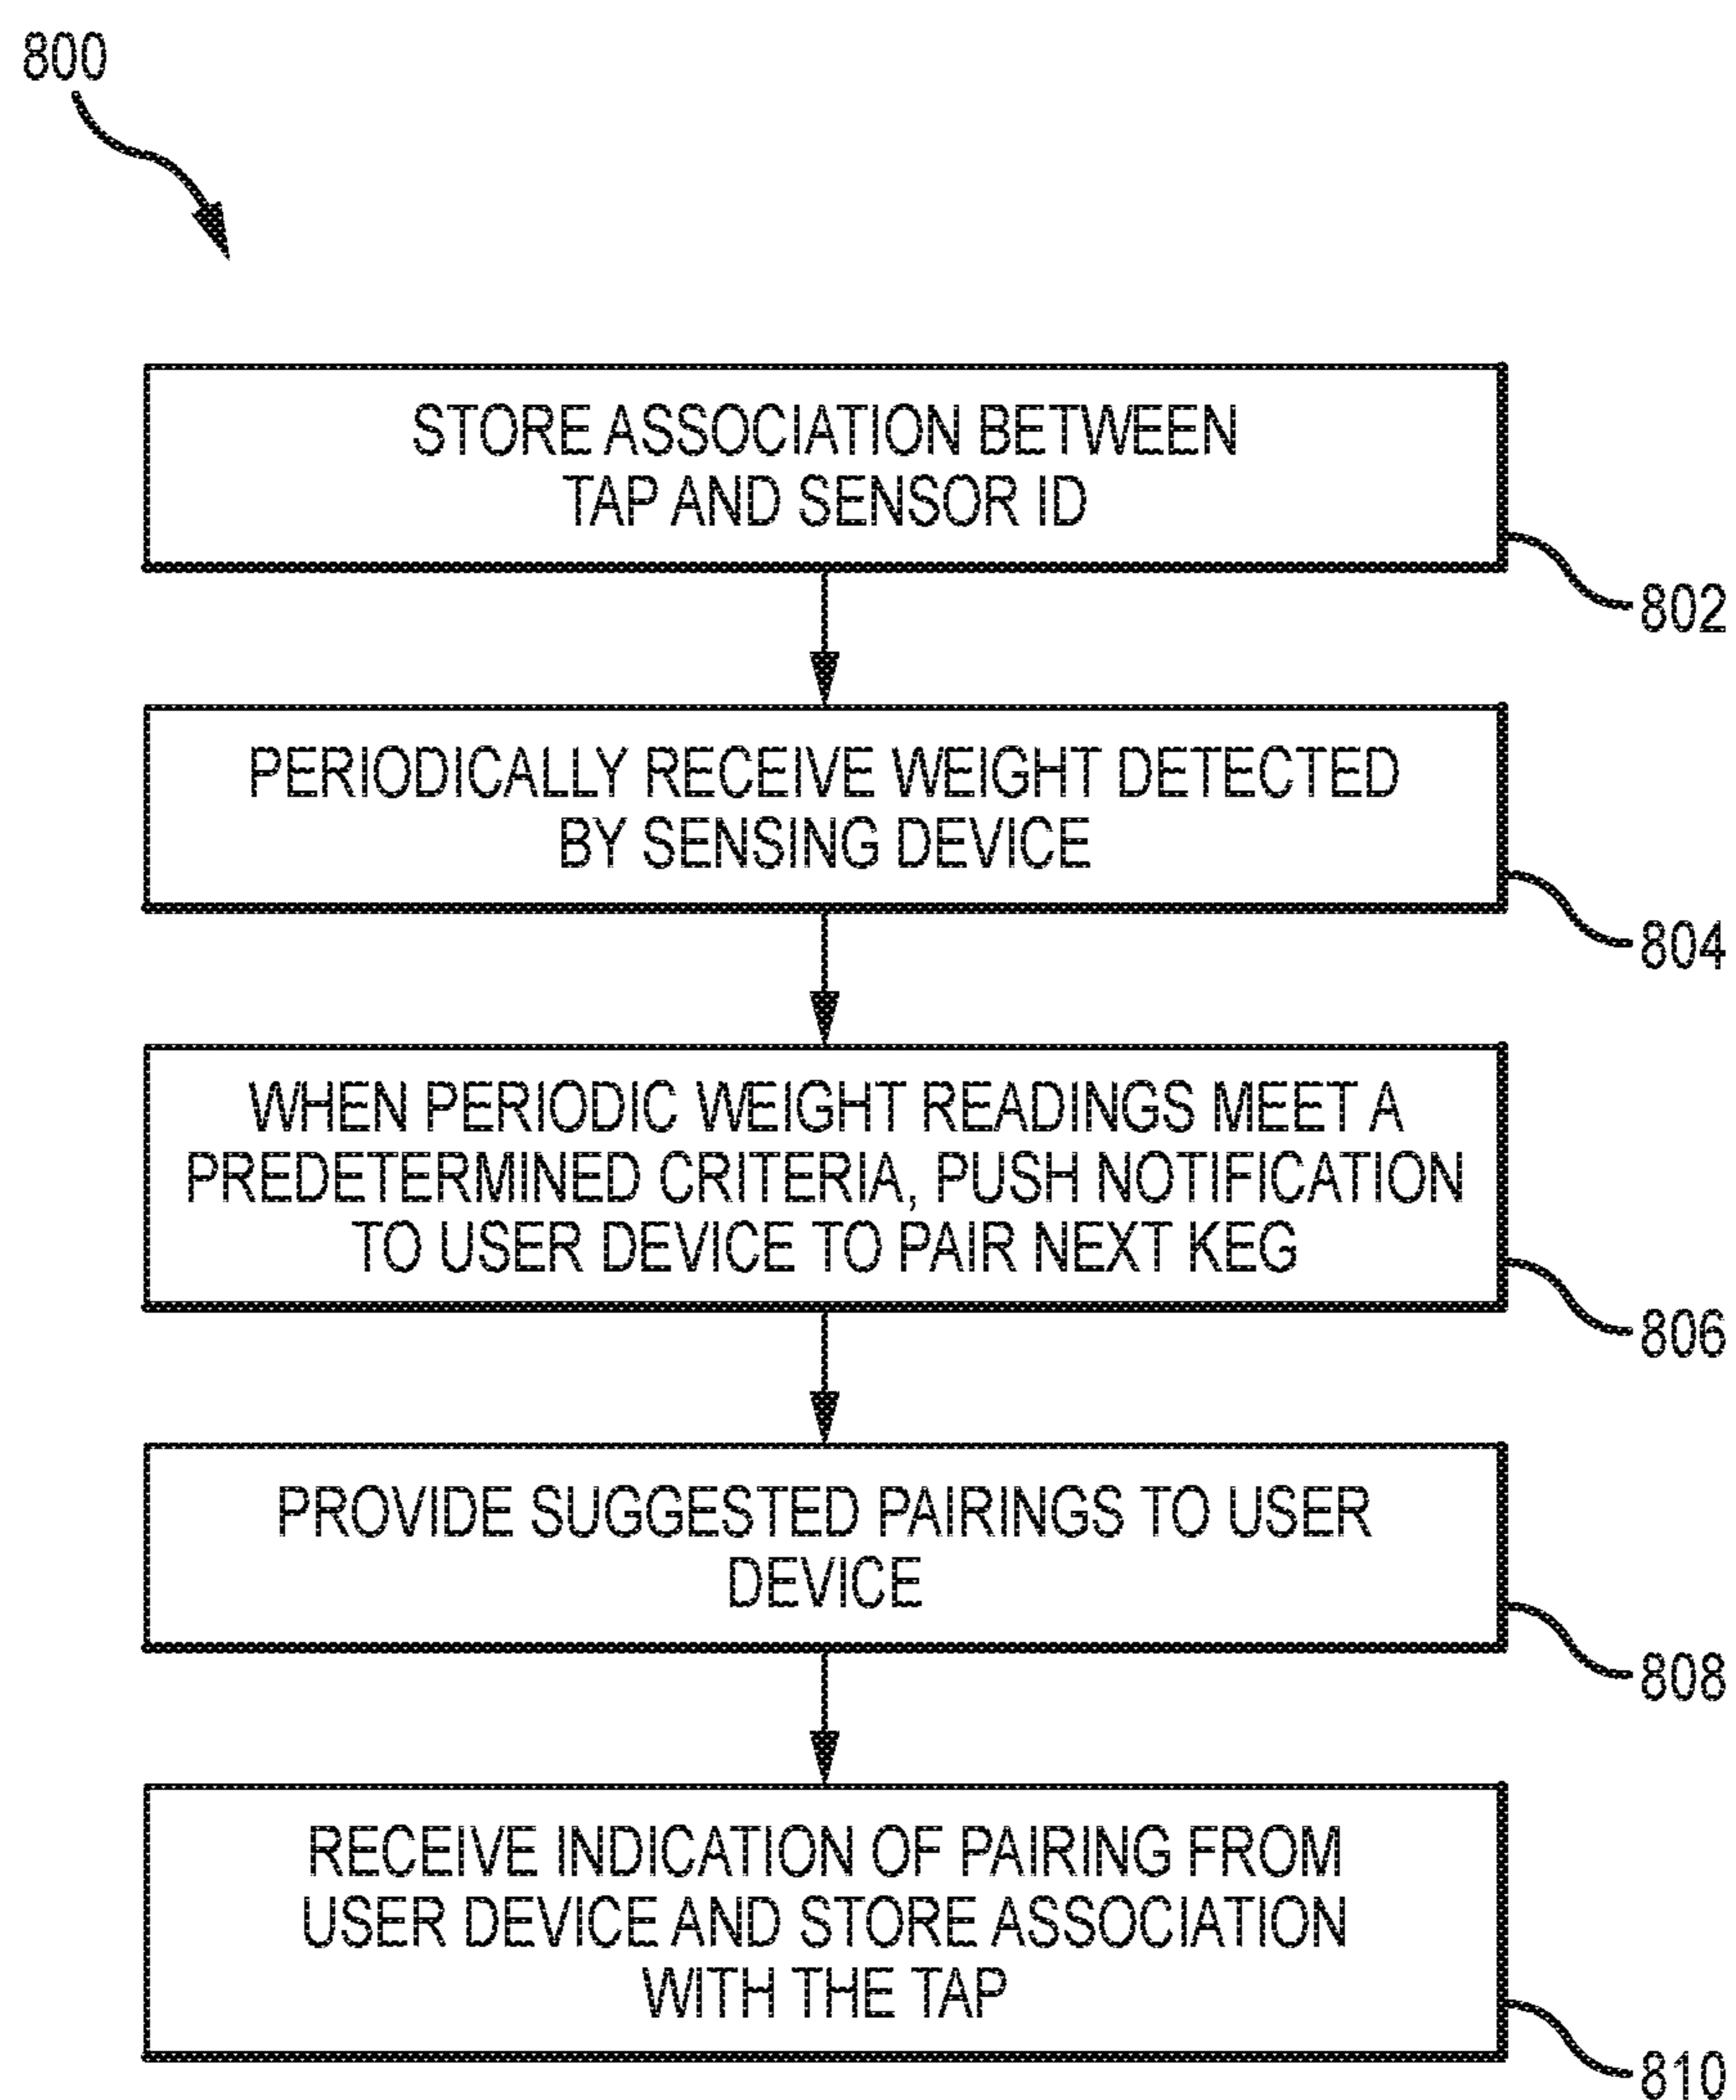 800
STORE ASSOCIATION BETWEEN
TAP AND SENSOR ID
802
PERIODICALLY RECEIVE WEIGHT DETECTED
BY SENSING DEVICE
804
WHEN PERIODIC WEIGHT READINGS MEET A
PREDETERMINED CRITERIA, PUSH NOTIFICATION
TO USER DEVICE TO PAIR NEXT KEG
806
PROVIDE SUGGESTED PAIRINGS TO USER
DEVICE
808
RECEIVE INDICATION OF PAIRING FROM
USER DEVICE AND STORE ASSOCIATION
WITH THE TAP
810